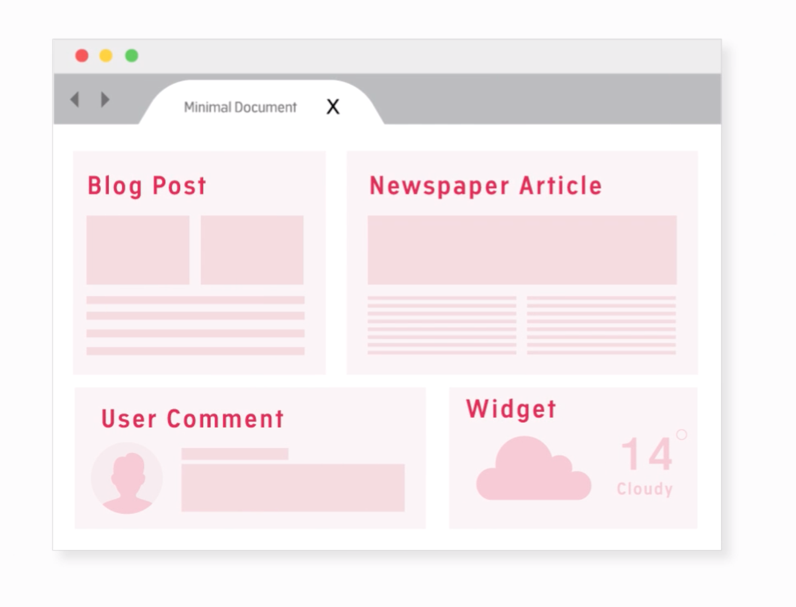 Minimal Document X
Blog Post
Newspaper Article
User Comment
Widget
14°
Cloudy